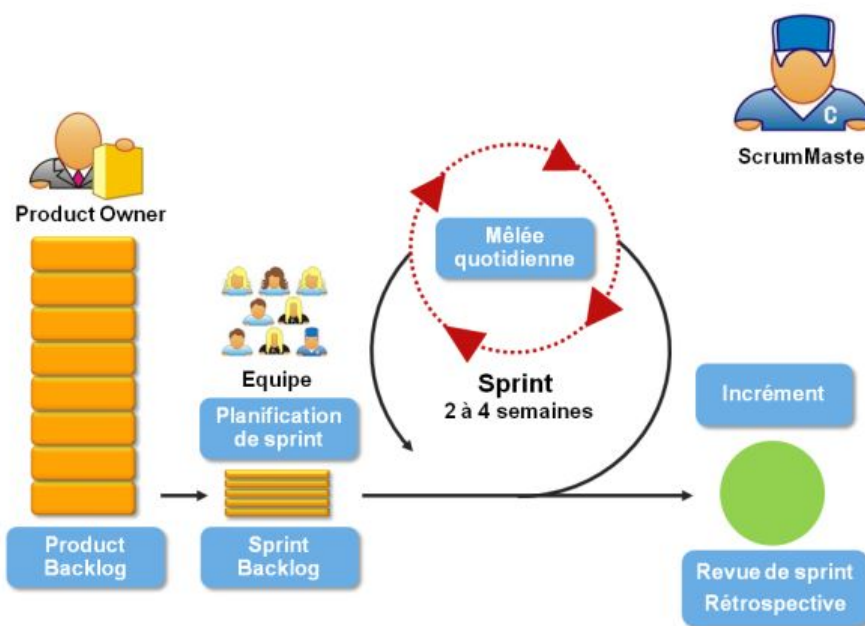 ScrumMaster
Product Owner
Mêlée
quotidienne
Equipe
Sprint
2 à 4 semaines
Planification
de sprint
Incrément
Product
Backlog
Sprint
Backlog
Revue de sprint
Rétrospective
C